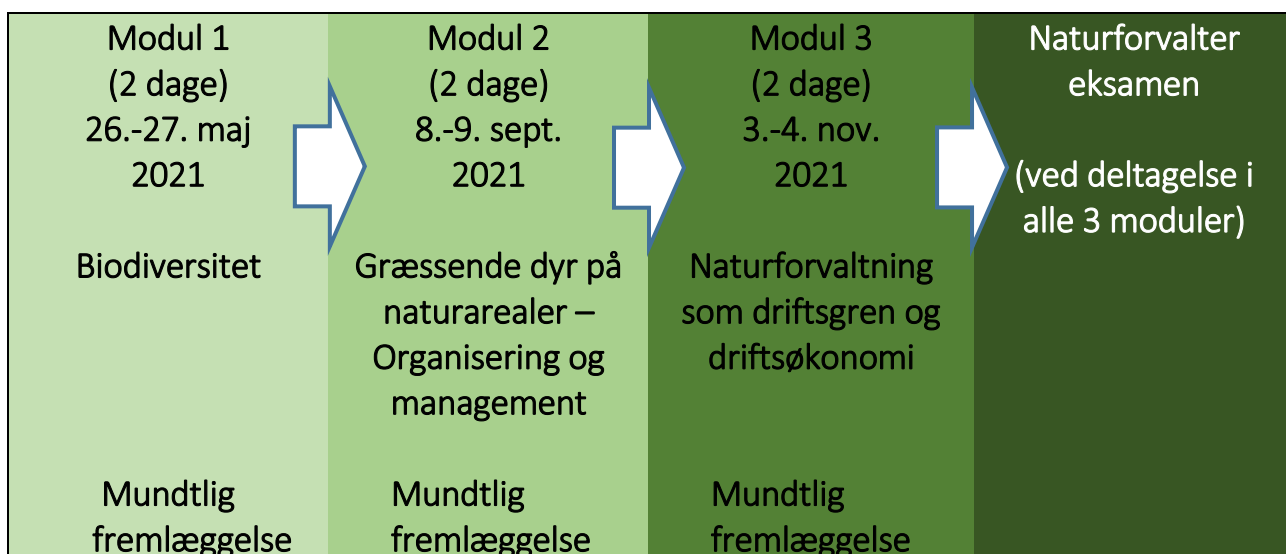 Modul 1
(2 dage)
26.-27. maj
2021
Biodiversitet
Mundtlig
fremlæggelse
Modul 2
(2 dage)
8.-9. sept.
2021
Græssende dyr på
naturarealer –
Organisering og
management
Mundtlig
fremlæggelse
Modul 3
(2 dage)
3.-4. nov.
2021
Naturforvaltning
som driftsgren og
driftsøkonomi
Mundtlig
fremlæggelse
Naturforvalter
eksamen
(ved deltagelse i
alle 3 moduler)